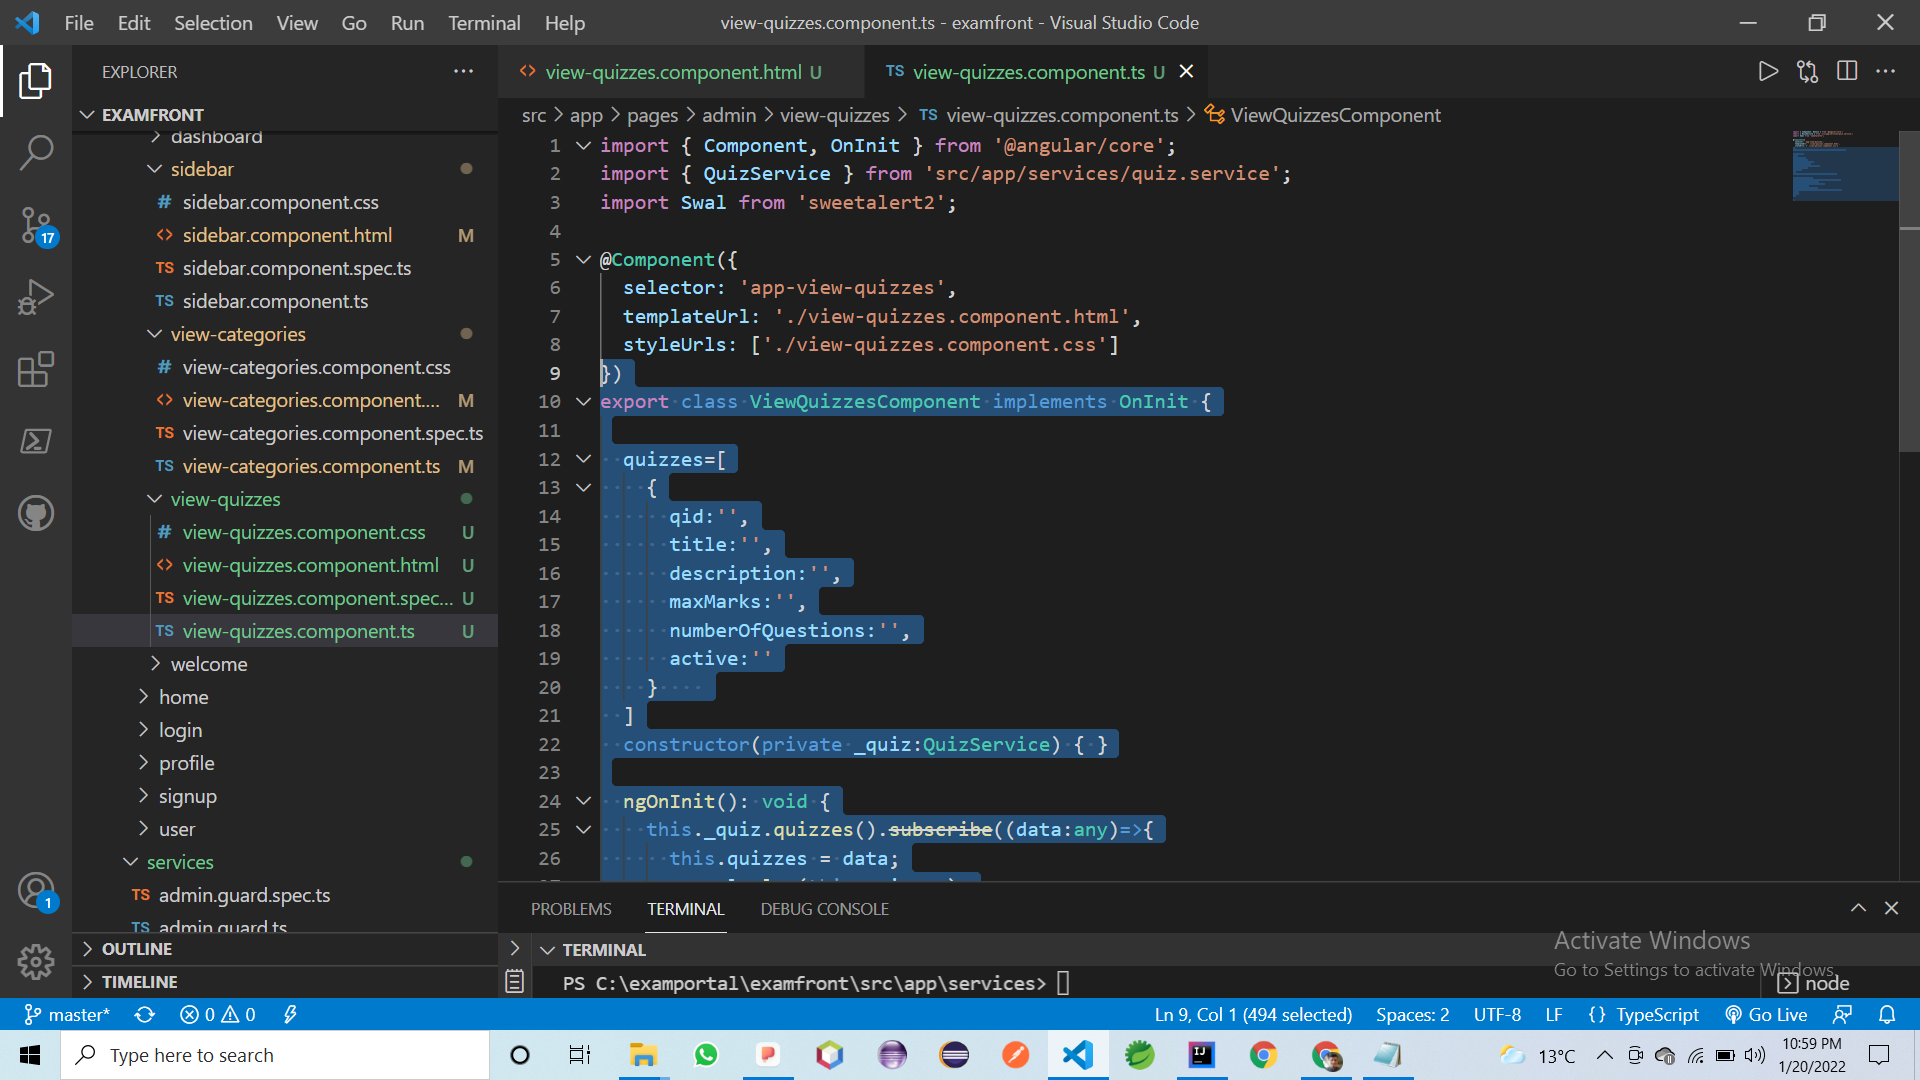 File Edit Selection View Go Run Terminal Help
view-quizzes.component.ts - examfront - Visual Studio Code
EXPLORER
EXAMFRONT
dashboard
sidebar
# sidebar.component.css
<> sidebar.component.html M
TS sidebar.component.spec.ts
TS sidebar.component.ts
view-categories
# view-categories.component.css
<> view-categories.component.... M
TS view-categories.component.spec.ts
TS view-categories.component.ts M
view-quizzes
# view-quizzes.component.css U
<> view-quizzes.component.html U
TS view-quizzes.component.spec... U
TS view-quizzes.component.ts U
welcome
home
login
profile
signup
user
services
TS admin.guard.spec.ts
TS admin.guard.ts
OUTLINE
TIMELINE
17
1
<> view-quizzes.component.html U
TS view-quizzes.component.ts U
src > app > pages > admin > view-quizzes > TS view-quizzes.component.ts > ViewQuizzesComponent
1 import { Component, OnInit } from '@angular/core';
2 import { QuizService } from 'src/app/services/quiz.service';
3 import Swal from 'sweetalert2';
4
5 @Component({
6 selector: 'app-view-quizzes',
7 templateUrl: './view-quizzes.component.html',
8 styleUrls: ['./view-quizzes.component.css']
9 })
10 export class ViewQuizzesComponent implements OnInit {
11
12 quizzes=[
13 {
14 qid:'',
15 title:'',
16 description:'',
17 maxMarks:'',
18 numberOfQuestions:'',
19 active:''
20 }
21 ]
22 constructor(private _quiz:QuizService) { }
23
24 ngOnInit(): void {
25 this._quiz.quizzes().subscribe((data:any)=>{
26 this.quizzes = data;
PROBLEMS TERMINAL DEBUG CONSOLE
TERMINAL
PS C:\examportal\examfront\src\app\services>
node
Activate Windows
Go to Settings to activate Windows.
master* 0 0
Ln 9, Col 1 (494 selected) Spaces: 2 UTF-8 LF {} TypeScript Go Live
Type here to search
13°C
10:59 PM
1/20/2022